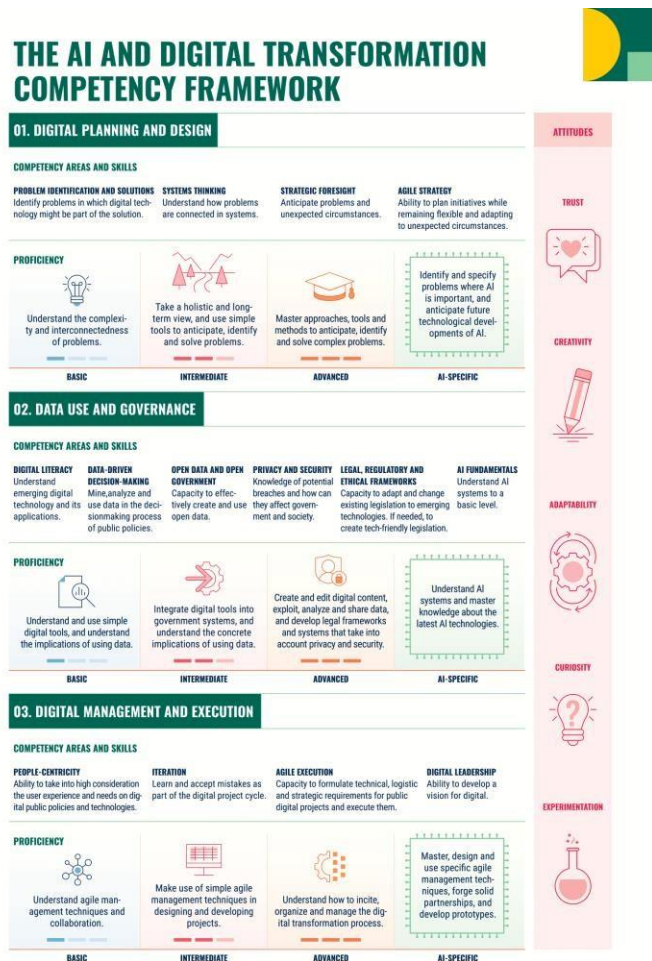 THE AI AND DIGITAL TRANSFORMATION
COMPETENCY FRAMEWORK
01. DIGITAL PLANNING AND DESIGN
COMPETENCY AREAS AND SKILLS
PROBLEM IDENTIFICATION AND SOLUTIONS
Identify problems in which digital tech-
nology might be part of the solution.
SYSTEMS THINKING
Understand how problems
are connected in systems.
STRATEGIC FORESIGHT
Anticipate problems and
unexpected circumstances.
AGILE STRATEGY
Ability to plan initiatives while
remaining flexible and adapting
to unexpected circumstances.
PROFICIENCY
Understand the complexi-
ty and interconnectedness
of problems.
BASIC
Take a holistic and long-
term view, and use simple
tools to anticipate, identify
and solve problems.
INTERMEDIATE
Master approaches, tools and
methods to anticipate, identify
and solve complex problems.
ADVANCED
Identify and specify
problems where AI
is important, and
anticipate future
technological devel-
opments of AI.
AI-SPECIFIC
02. DATA USE AND GOVERNANCE
COMPETENCY AREAS AND SKILLS
DIGITAL LITERACY
Understand
emerging digital
technology and its
applications.
DATA-DRIVEN
DECISION-MAKING
Mine,analyze and
use data in the deci-
sionmaking process
of public policies.
OPEN DATA AND OPEN
GOVERNMENT
Capacity to effec-
tively create and use
open data.
PRIVACY AND SECURITY
Knowledge of potential
breaches and how can
they affect govern-
ment and society.
LEGAL, REGULATORY AND
ETHICAL FRAMEWORKS
Capacity to adapt and change
existing legislation to emerging
technologies. If needed, to
create tech-friendly legislation.
AI FUNDAMENTALS
Understand AI
systems to a
basic level.
PROFICIENCY
Understand and use simple
digital tools, and understand
the implications of using data.
BASIC
Integrate digital tools into
government systems, and
understand the concrete
implications of using data.
INTERMEDIATE
Create and edit digital content,
exploit, analyze and share data,
and develop legal frameworks
and systems that take into
account privacy and security.
ADVANCED
Understand AI
systems and master
knowledge about the
latest AI technologies.
AI-SPECIFIC
03. DIGITAL MANAGEMENT AND EXECUTION
COMPETENCY AREAS AND SKILLS
PEOPLE-CENTRICITY
Ability to take into high consideration
the user experience and needs on dig-
ital public policies and technologies.
ITERATION
Learn and accept mistakes as
part of the digital project cycle.
AGILE EXECUTION
Capacity to formulate technical, logistic
and strategic requirements for public
digital projects and execute them.
DIGITAL LEADERSHIP
Ability to develop a
vision for digital.
PROFICIENCY
Understand agile man-
agement techniques and
collaboration.
BASIC
Make use of simple agile
management techniques in
designing and developing
projects.
INTERMEDIATE
Understand how to incite,
organize and manage the dig-
ital transformation process.
ADVANCED
Master, design and
use specific agile
management tech-
niques, forge solid
partnerships, and
develop prototypes.
AI-SPECIFIC
ATTITUDES
TRUST
CREATIVITY
ADAPTABILITY
CURIOSITY
?
EXPERIMENTATION